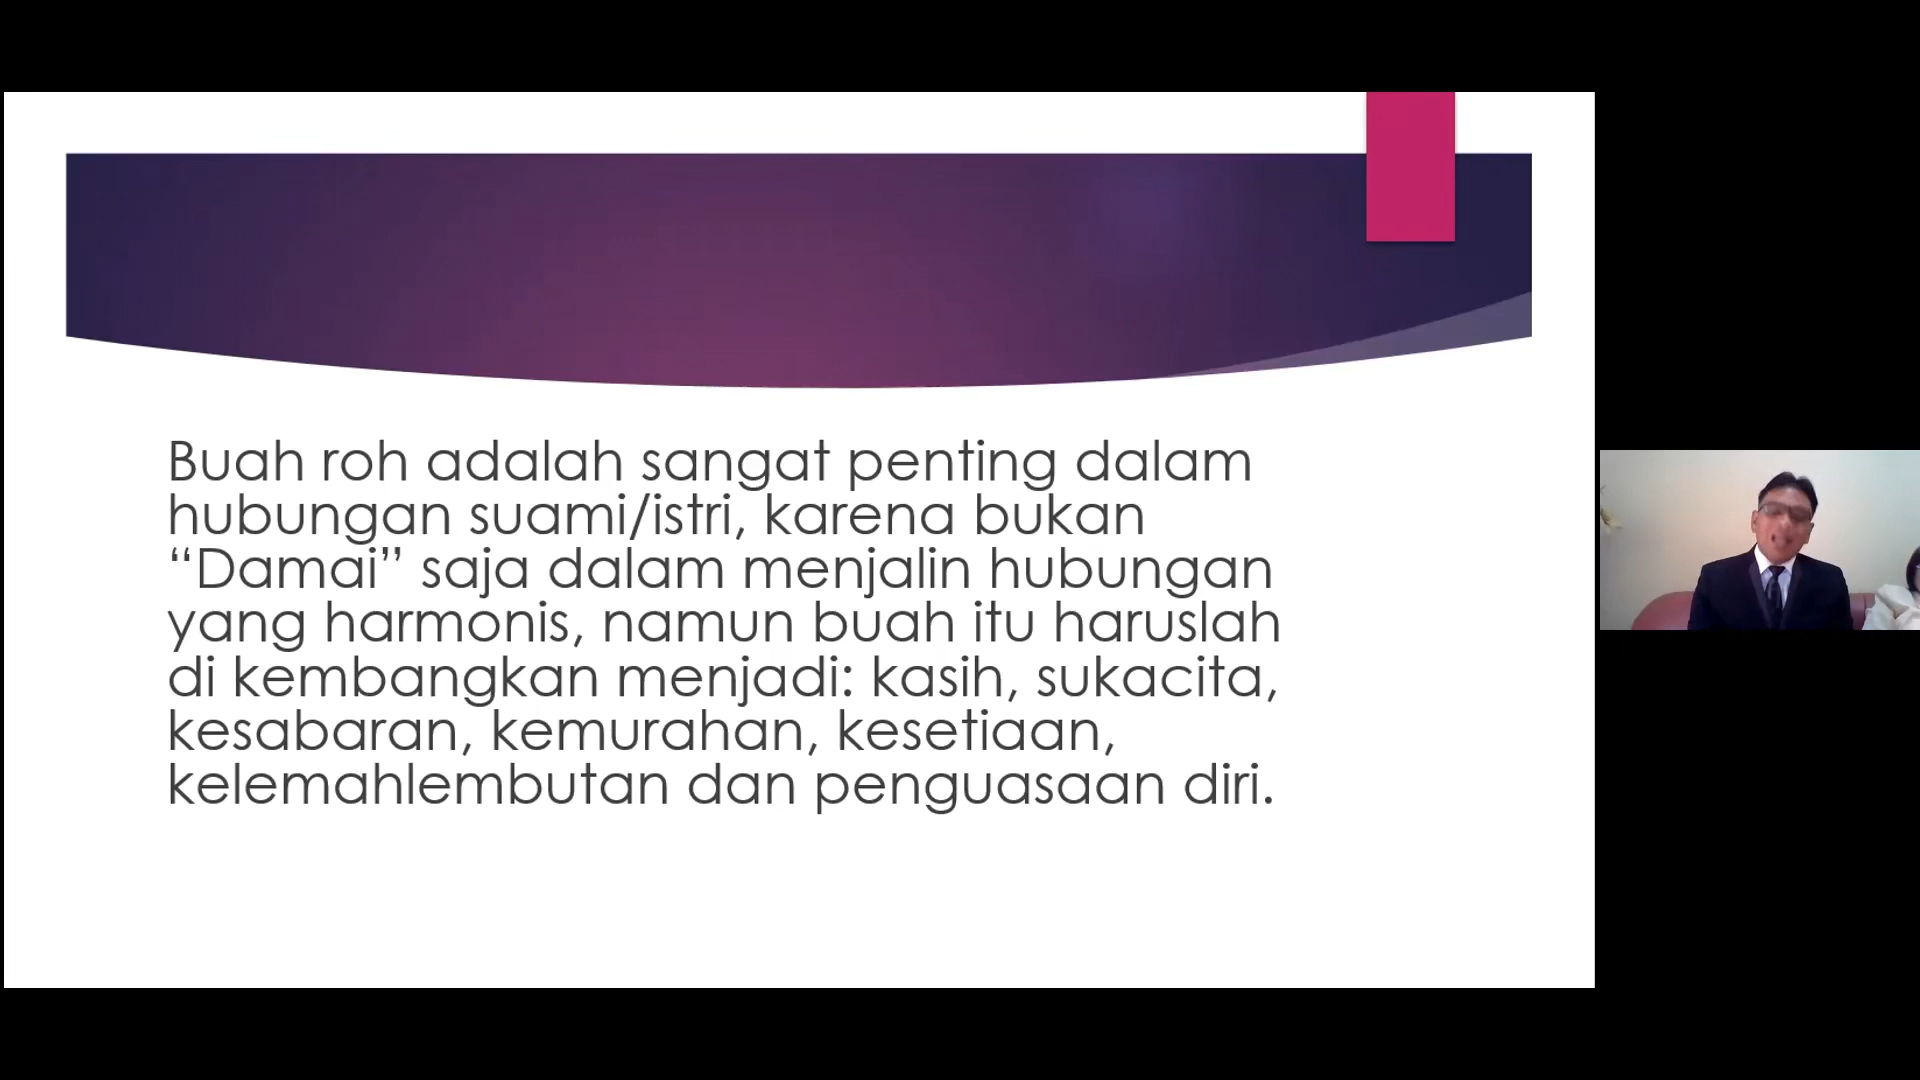 Buah roh adalah sangat penting dalam
hubungan suami/istri, karena bukan
“Damai” saja dalam menjalin hubungan
yang harmonis, namun buah itu haruslah
di kembangkan menjadi: kasih, sukacita,
kesabaran, kemurahan, kesetiaan,
kelemahlembutan dan penguasaan diri.